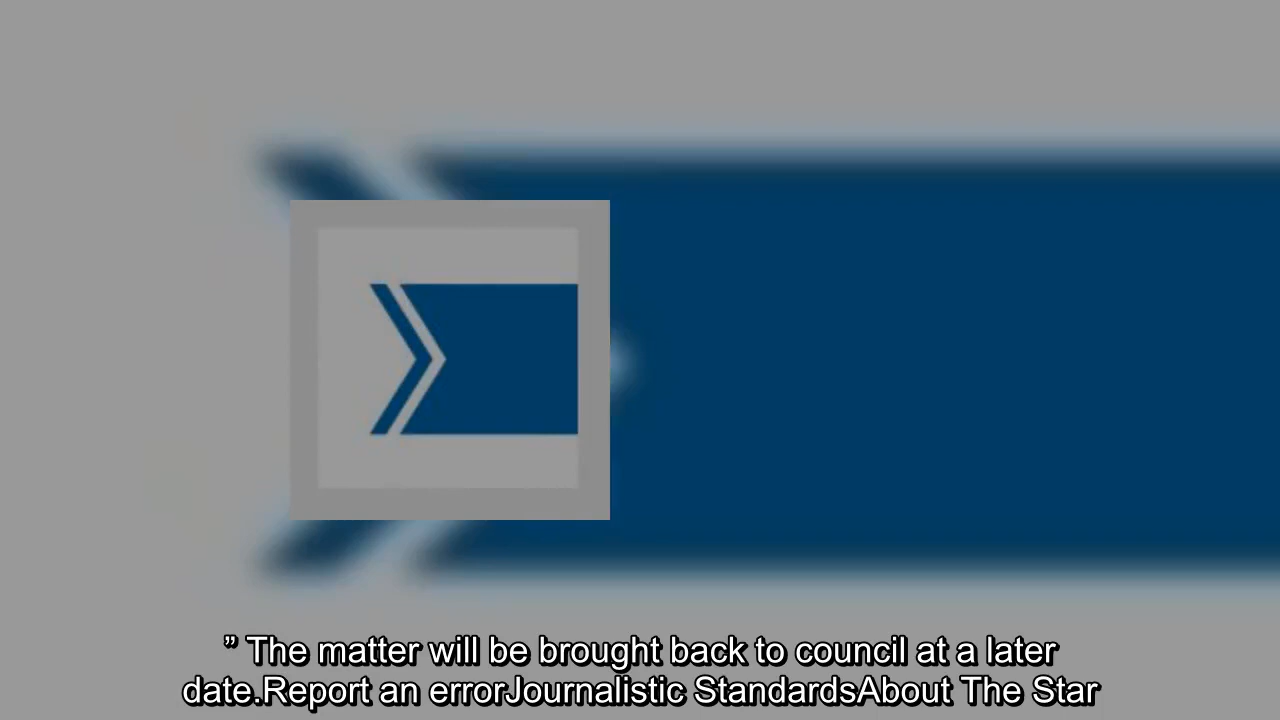 ” The matter will be brought back to council at a later
date.Report an errorJournalistic StandardsAbout The Star